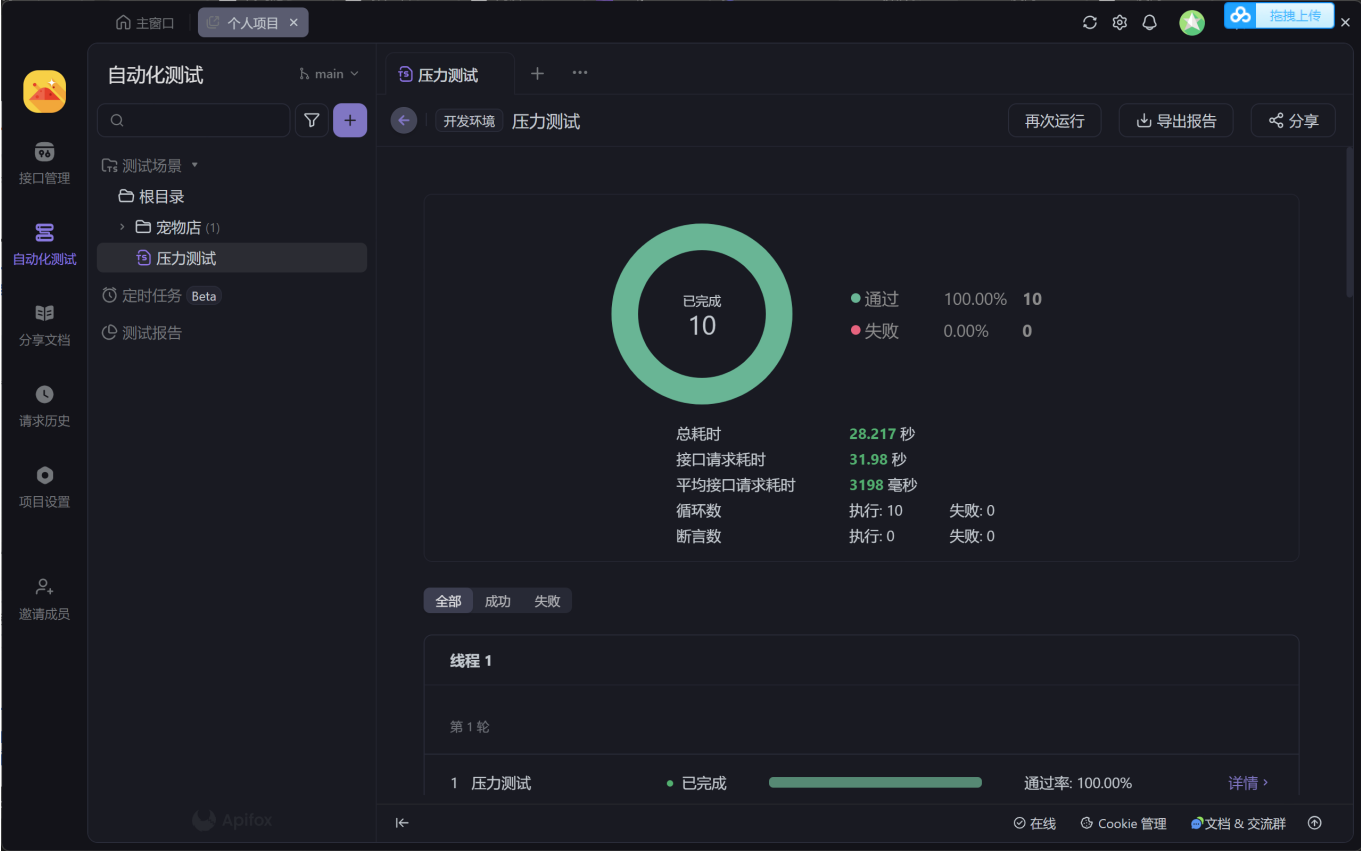 主窗口
个人项目
拖拽上传
自动化测试
main
压力测试
开发环境
压力测试
再次运行
导出报告
分享
接口管理
自动化测试
分享文档
请求历史
项目设置
邀请成员
测试场景
根目录
宠物店 (1)
压力测试
定时任务 Beta
测试报告
已完成
10
通过 100.00% 10
失败 0.00% 0
总耗时 28.217 秒
接口请求耗时 31.98 秒
平均接口请求耗时 3198 毫秒
循环数 执行: 10 失败: 0
断言数 执行: 0 失败: 0
全部 成功 失败
线程 1
第 1 轮
1 压力测试 已完成 通过率: 100.00% 详情
Apifox
在线 Cookie 管理 文档 & 交流群